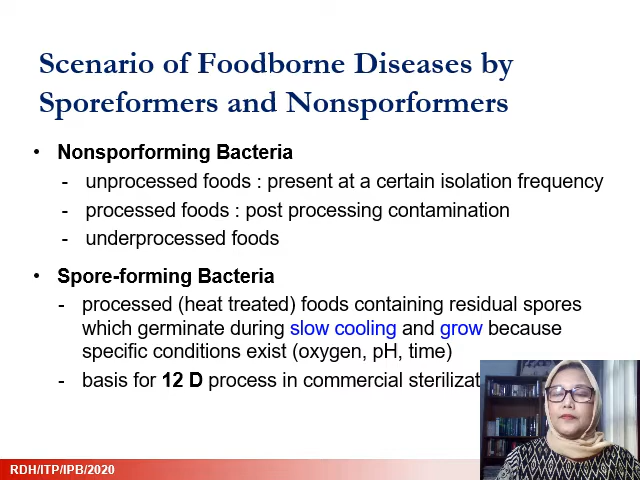 Scenario of Foodborne Diseases by
Sporeformers and Nonsporformers
• Nonsporforming Bacteria
- unprocessed foods : present at a certain isolation frequency
- processed foods : post processing contamination
- underprocessed foods
• Spore-forming Bacteria
- processed (heat treated) foods containing residual spores
which germinate during slow cooling and grow because
specific conditions exist (oxygen, pH, time)
- basis for 12 D process in commercial sterilizat
RDH/ITP/IPB/2020